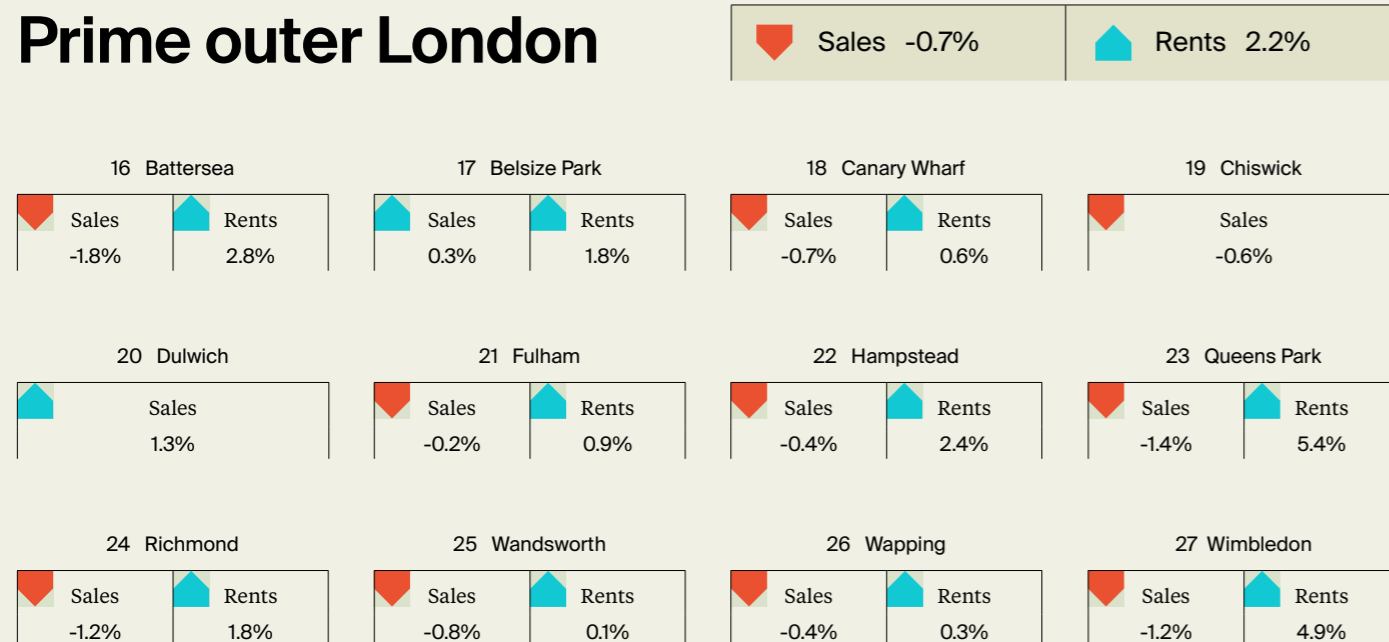 Prime outer London
Sales -0.7%
Rents 2.2%
16 Battersea
Sales Rents
-1.8% 2.8%
17 Belsize Park
Sales Rents
0.3% 1.8%
18 Canary Wharf
Sales Rents
-0.7% 0.6%
19 Chiswick
Sales
-0.6%
20 Dulwich
Sales
1.3%
21 Fulham
Sales Rents
-0.2% 0.9%
22 Hampstead
Sales Rents
-0.4% 2.4%
23 Queens Park
Sales Rents
-1.4% 5.4%
24 Richmond
Sales Rents
-1.2% 1.8%
25 Wandsworth
Sales Rents
-0.8% 0.1%
26 Wapping
Sales Rents
-0.4% 0.3%
27 Wimbledon
Sales Rents
-1.2% 4.9%